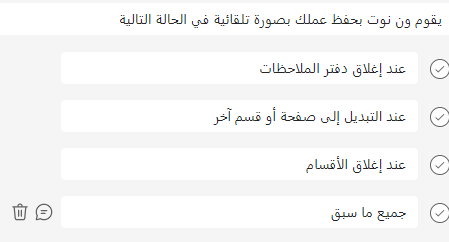 يقوم ون نوت بحفظ عملك بصورة تلقائية في الحالة التالية
عند إغلاق دفتر الملاحظات
عند التبديل إلى صفحة أو قسم آخر
عند إغلاق الأقسام
جميع ما سبق